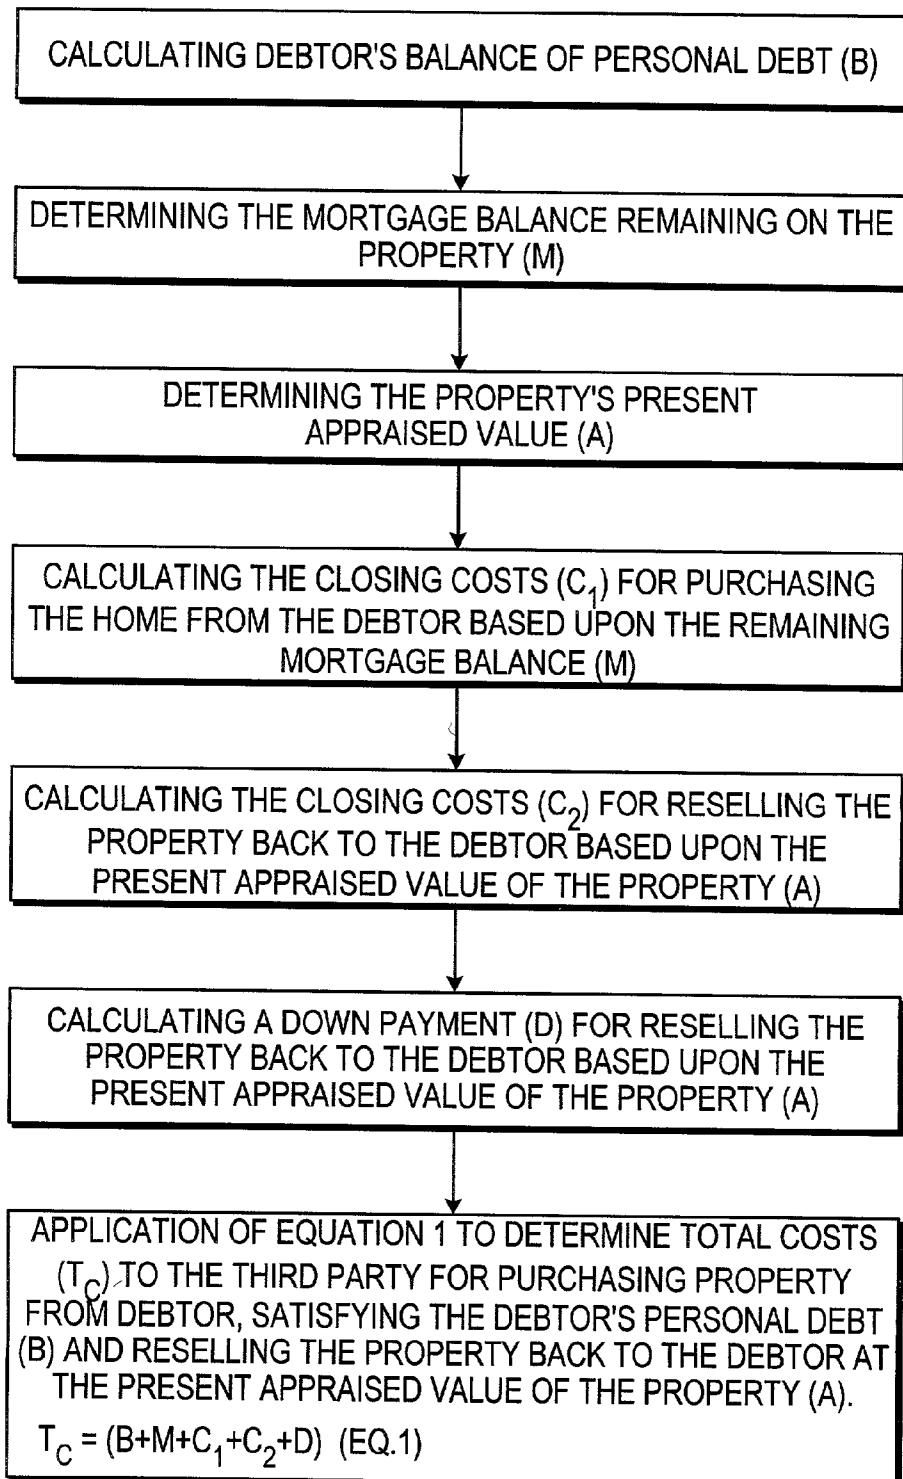 CALCULATING DEBTOR'S BALANCE OF PERSONAL DEBT (B)
DETERMINING THE MORTGAGE BALANCE REMAINING ON THE
PROPERTY (M)
DETERMINING THE PROPERTY'S PRESENT
APPRAISED VALUE (A)
CALCULATING THE CLOSING COSTS (C₁) FOR PURCHASING
THE HOME FROM THE DEBTOR BASED UPON THE REMAINING
MORTGAGE BALANCE (M)
CALCULATING THE CLOSING COSTS (C₂) FOR RESELLING THE
PROPERTY BACK TO THE DEBTOR BASED UPON THE
PRESENT APPRAISED VALUE OF THE PROPERTY (A)
CALCULATING A DOWN PAYMENT (D) FOR RESELLING THE
PROPERTY BACK TO THE DEBTOR BASED UPON THE
PRESENT APPRAISED VALUE OF THE PROPERTY (A)
APPLICATION OF EQUATION 1 TO DETERMINE TOTAL COSTS
(T_C) TO THE THIRD PARTY FOR PURCHASING PROPERTY
FROM DEBTOR, SATISFYING THE DEBTOR'S PERSONAL DEBT
(B) AND RESELLING THE PROPERTY BACK TO THE DEBTOR AT
THE PRESENT APPRAISED VALUE OF THE PROPERTY (A).
T_C = (B+M+C₁+C₂+D) (EQ.1)